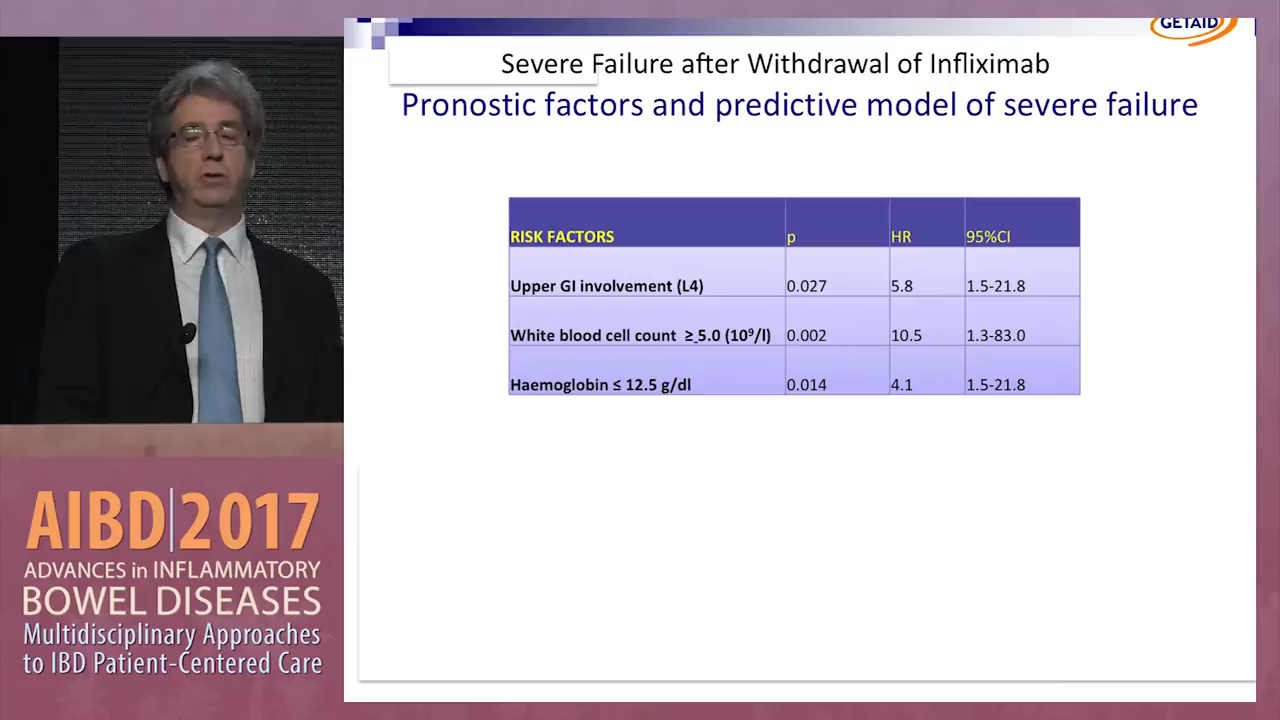 GETAID
Severe Failure after Withdrawal of Infliximab
Pronostic factors and predictive model of severe failure
RISK FACTORS p HR 95%CI
Upper GI involvement (L4) 0.027 5.8 1.5-21.8
White blood cell count ≥ 5.0 (10⁹/l) 0.002 10.5 1.3-83.0
Haemoglobin ≤ 12.5 g/dl 0.014 4.1 1.5-21.8
AIBD|2017
ADVANCES in INFLAMMATORY
BOWEL DISEASES
Multidisciplinary Approaches
to IBD Patient-Centered Care